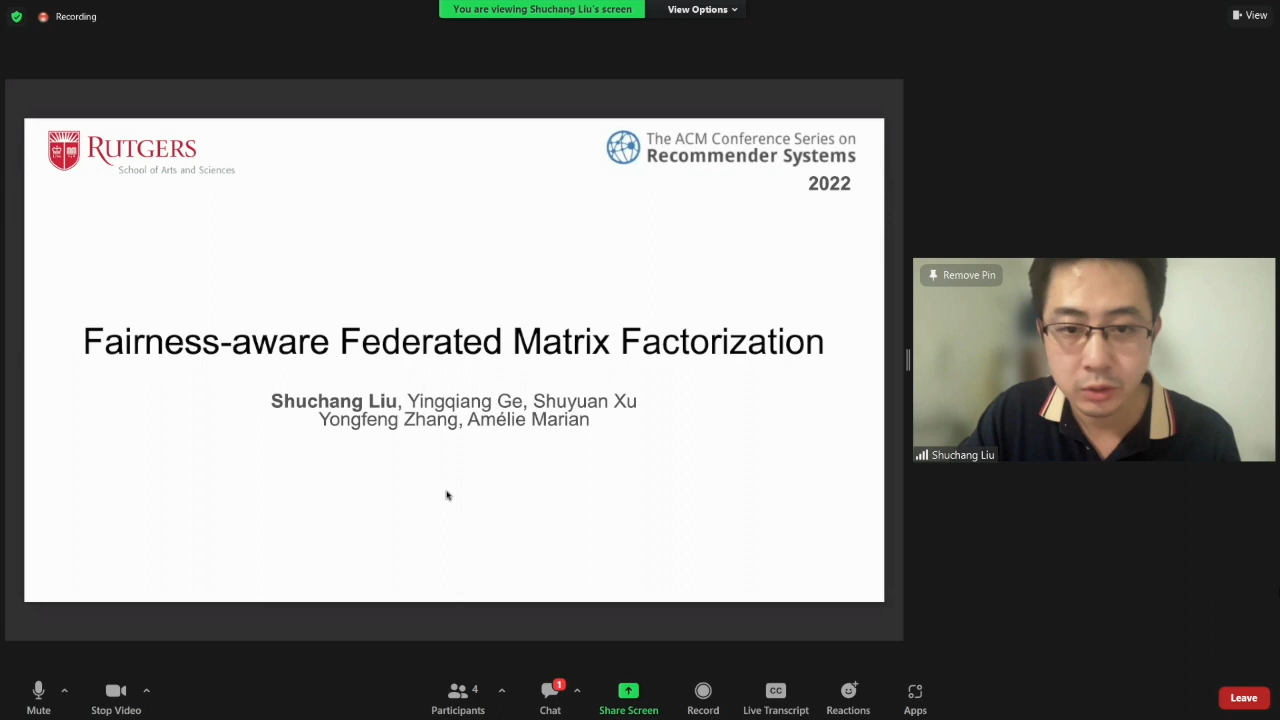 Recording
You are viewing Shuchang Liu's screen
View Options
View
RUTGERS
School of Arts and Sciences
The ACM Conference Series on
Recommender Systems
2022
Fairness-aware Federated Matrix Factorization
Shuchang Liu, Yingqiang Ge, Shuyuan Xu
Yongfeng Zhang, Amélie Marian
Remove Pin
Shuchang Liu
Mute
Stop Video
Participants
4
Chat
1
Share Screen
Record
CC
Live Transcript
Reactions
Apps
Leave